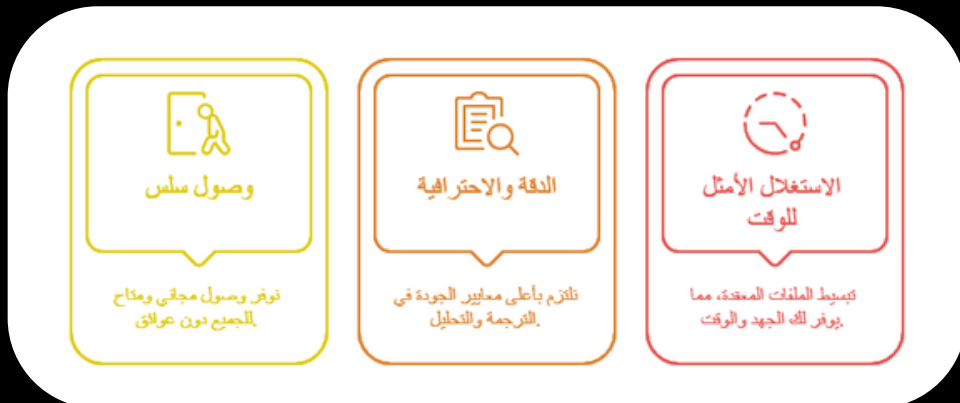 الاستغلال الأمثل
للوقت
تبسيط الملفات المعقدة، مما
يوفر لك الجهد والوقت.
الدقة والاحترافية
نلتزم بأعلى معايير الجودة في
الترجمة والتحليل.
وصول سلس
نوفر وصول مجاني ومتاح
للجميع دون عوائق.